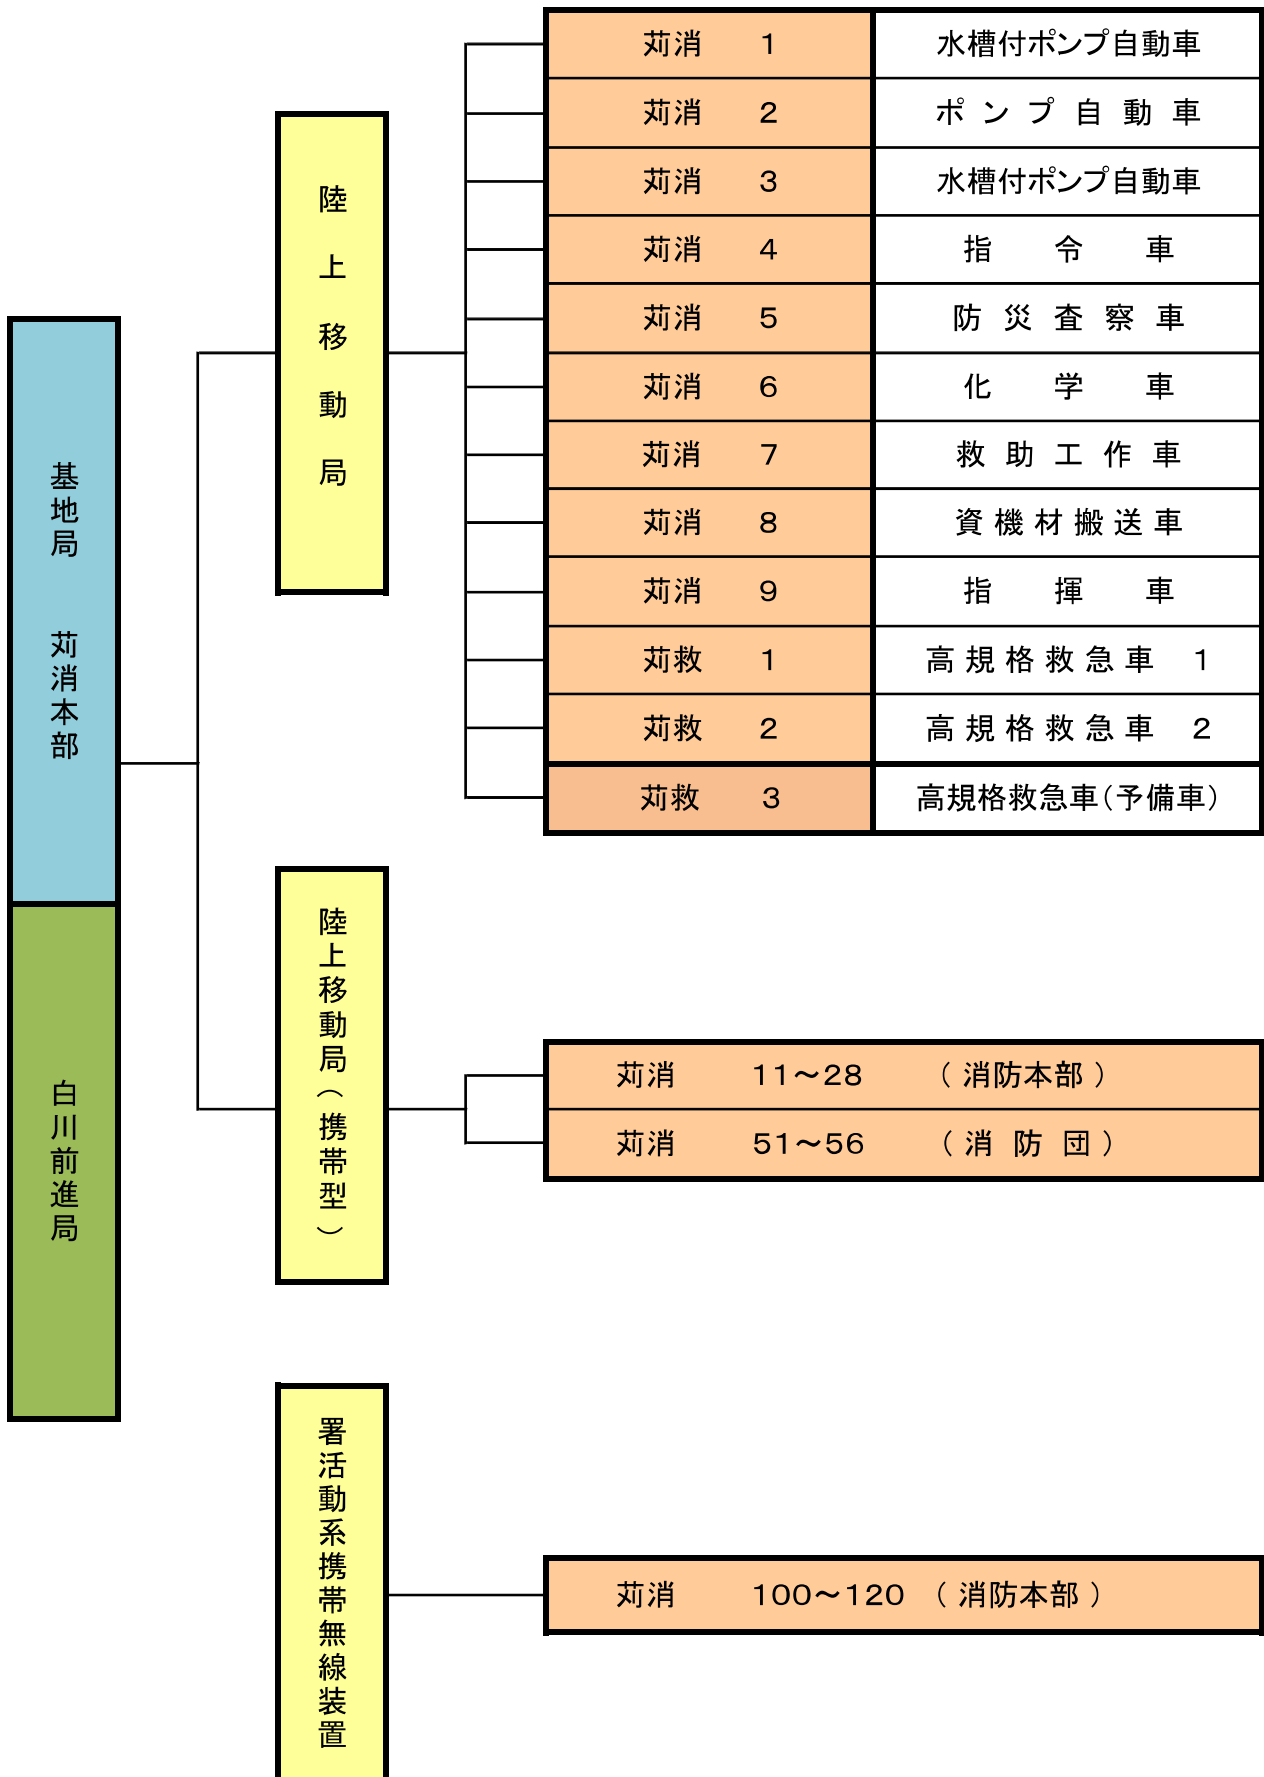 基地局　苅消本部
白川前進局
陸上移動局
苅消　1　水槽付ポンプ自動車
苅消　2　ポンプ自動車
苅消　3　水槽付ポンプ自動車
苅消　4　指令車
苅消　5　防災査察車
苅消　6　化学車
苅消　7　救助工作車
苅消　8　資機材搬送車
苅消　9　指揮車
苅救　1　高規格救急車　1
苅救　2　高規格救急車　2
苅救　3　高規格救急車（予備車）
陸上移動局（携帯型）
苅消　11～28　（消防本部）
苅消　51～56　（消防団）
署活動系携帯無線装置
苅消　100～120　（消防本部）